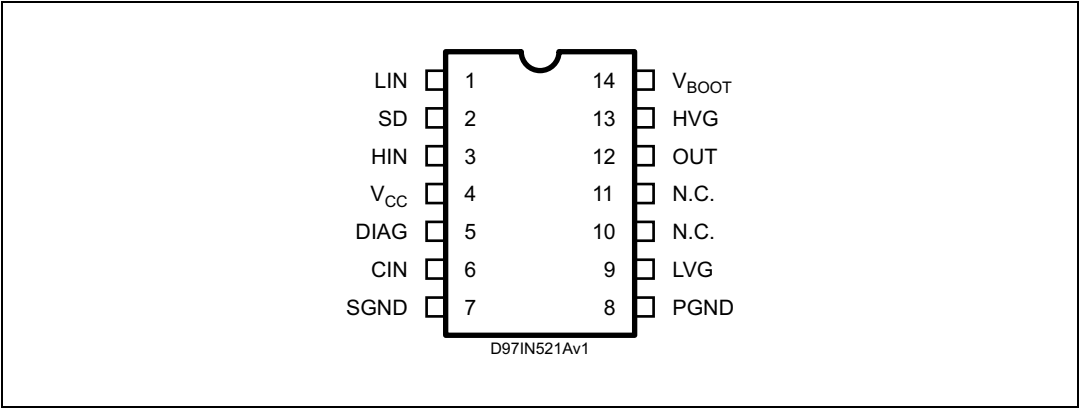 LIN 1 14 VBOOT
SD 2 13 HVG
HIN 3 12 OUT
VCC 4 11 N.C.
DIAG 5 10 N.C.
CIN 6 9 LVG
SGND 7 8 PGND
D97IN521Av1